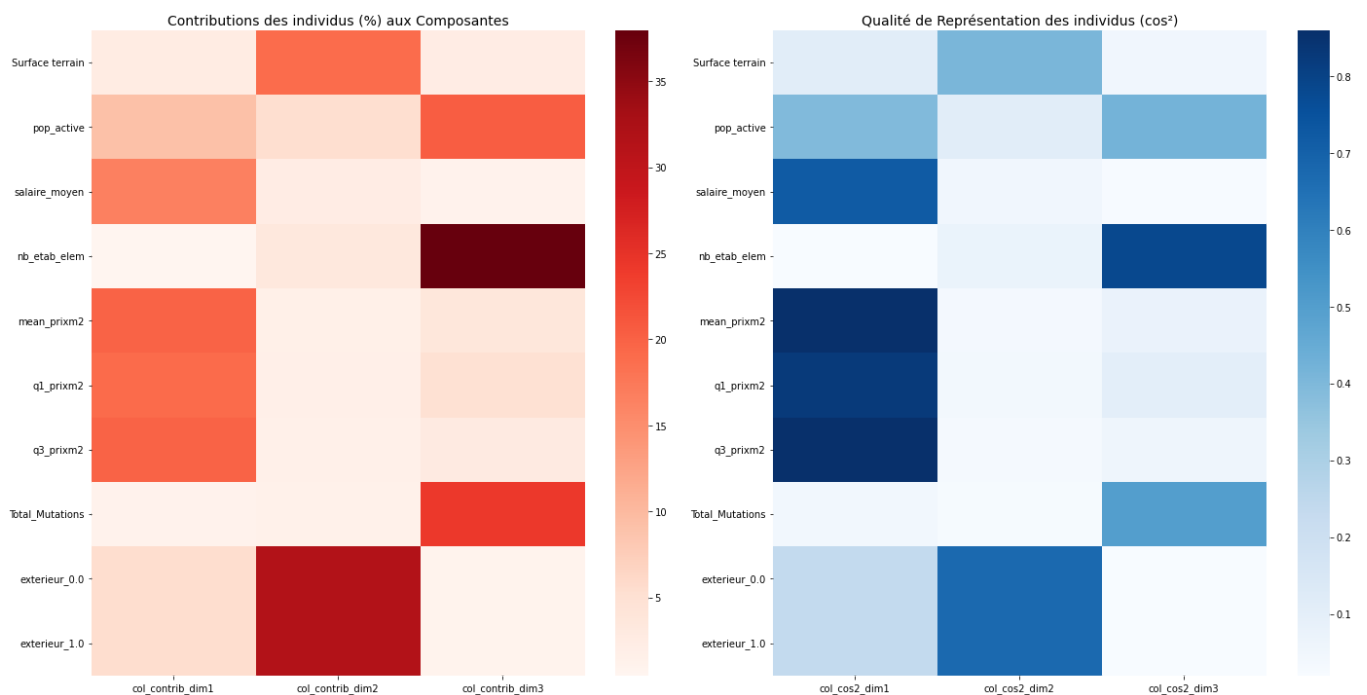 Contributions des individus (%) aux Composantes
Surface terrain
pop_active
salaire_moyen
nb_etab_elem
mean_prixm2
q1_prixm2
q3_prixm2
Total_Mutations
exterieur_0.0
exterieur_1.0
col_contrib_dim1
col_contrib_dim2
col_contrib_dim3
35
30
25
20
15
10
5
Qualité de Représentation des individus (cos²)
Surface terrain
pop_active
salaire_moyen
nb_etab_elem
mean_prixm2
q1_prixm2
q3_prixm2
Total_Mutations
exterieur_0.0
exterieur_1.0
col_cos2_dim1
col_cos2_dim2
col_cos2_dim3
0.8
0.7
0.6
0.5
0.4
0.3
0.2
0.1